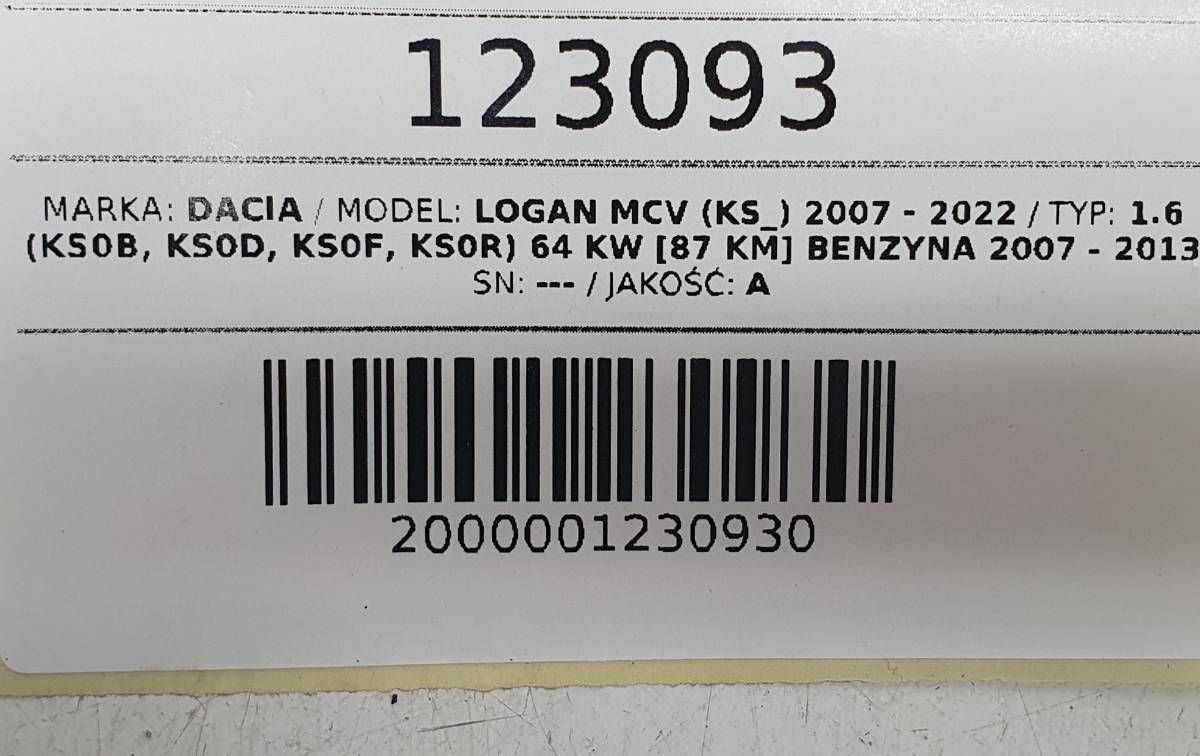 123093
MARKA: DACIA / MODEL: LOGAN MCV (KS_) 2007 - 2022 / TYP: 1.6
(KS0B, KS0D, KS0F, KS0R) 64 KW [87 KM] BENZYNA 2007 - 2013
SN: --- / JAKOŚĆ: A
2000001230930